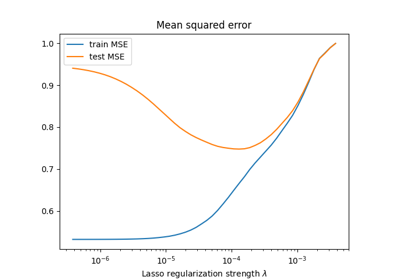 Mean squared error
train MSE
test MSE
1.0
0.9
0.8
0.7
0.6
10⁻⁶
10⁻⁵
10⁻⁴
10⁻³
Lasso regularization strength λ